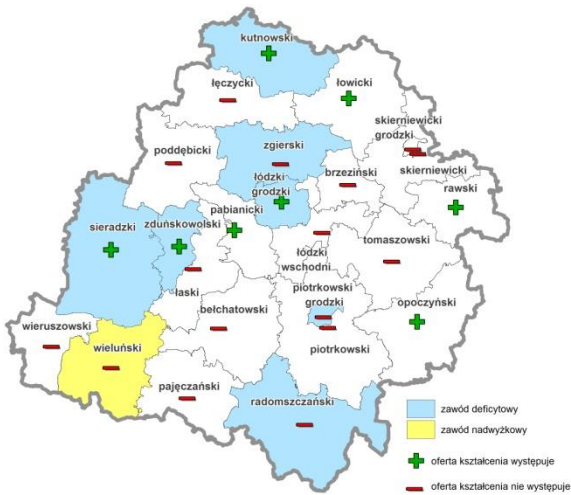 kutnowski
łęczycki
łowicki
skierniewicki
grodzki
zgierski
poddębicki
brzeziński
skierniewicki
łódzki
grodzki
rawski
pabianicki
sieradzki
zduńskowolski
łódzki
wschodni
tomaszowski
łaski
piotrkowski
grodzki
opoczyński
bełchatowski
wieruszowski
wieluński
piotrkowski
pajęczański
radomszczański
zawód deficytowy
zawód nadwyżkowy
oferta kształcenia występuje
oferta kształcenia nie występuje